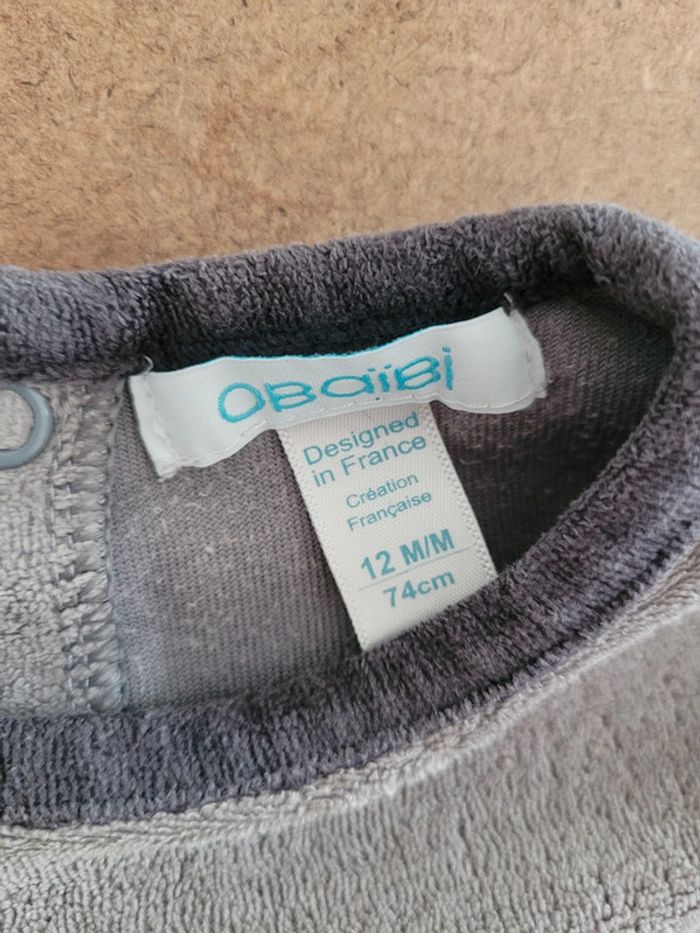 OBaïBi
Designed
in France
Création
Française
12 M/M
74cm